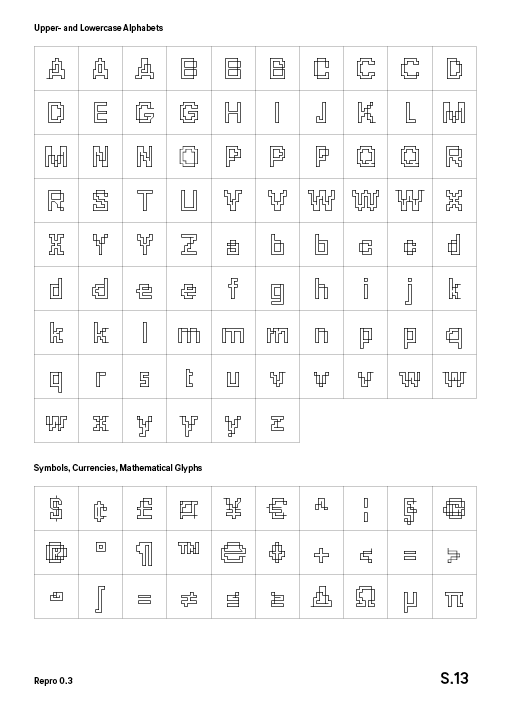 Upper- and Lowercase Alphabets
A A A B B B C C C D
D E G G H I J K L M
M N N O P P P Q Q R
R S T U V V W W W X
X Y Y Z a b b c c d
d d e e f g h i j k
k k l m m m n p p q
q r s t u v v v w w
w x y y y z
Symbols, Currencies, Mathematical Glyphs
$ ¢ £ ¤ ¥ € ^ ¦ § ©
® ° ¶ ™ + =
∫ = ≠ ≤ ≥ ∆ Ω µ π
Repro 0.3
S.13